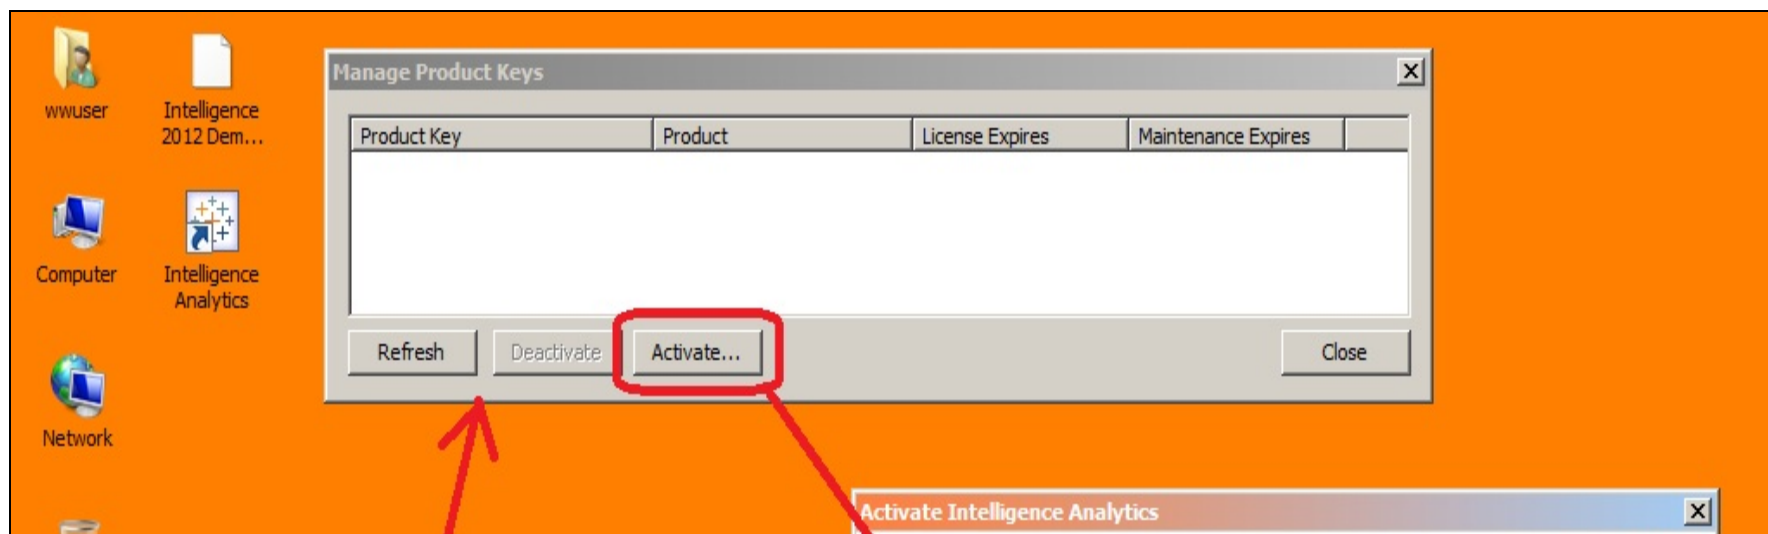 wwuser
Intelligence
2012 Dem...
Computer
Intelligence
Analytics
Network
Manage Product Keys
Product Key Product License Expires Maintenance Expires
Refresh Deactivate Activate... Close
Activate Intelligence Analytics